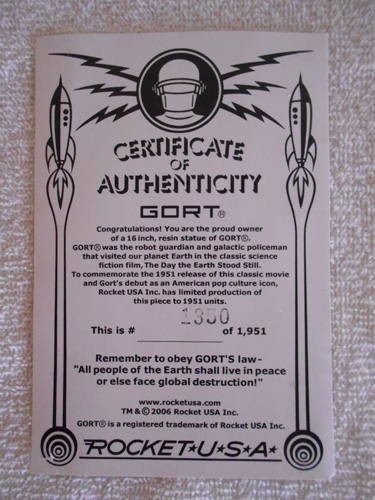 CERTIFICATE
OF
AUTHENTICITY
GORT®
Congratulations! You are the proud owner
of a 16 inch, resin statue of GORT®.
GORT® was the robot guardian and galactic policeman
that visited our planet Earth in the classic science
fiction film, The Day the Earth Stood Still.
To commemorate the 1951 release of this classic movie
and Gort's debut as an American pop culture icon,
Rocket USA Inc. has limited production of
this piece to 1951 units.
This is # 1350 of 1,951
Remember to obey GORT'S law-
"All people of the Earth shall live in peace
or else face global destruction!"
www.rocketusa.com
TM & © 2006 Rocket USA Inc.
GORT® is a registered trademark of Rocket USA Inc.
ROCKET★U★S★A★